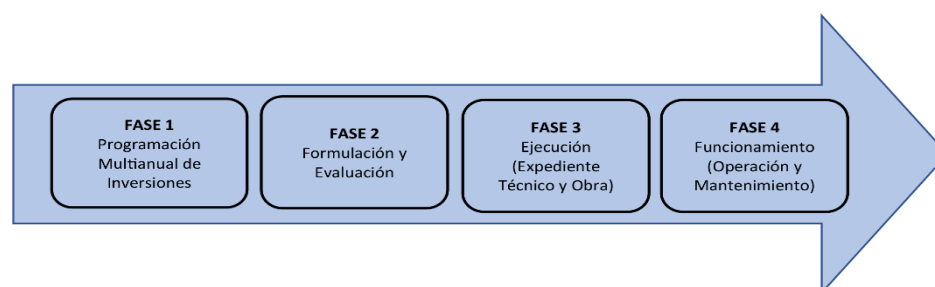 FASE 1
Programación
Multianual de
Inversiones
FASE 2
Formulación y
Evaluación
FASE 3
Ejecución
(Expediente
Técnico y Obra)
FASE 4
Funcionamiento
(Operación y
Mantenimiento)